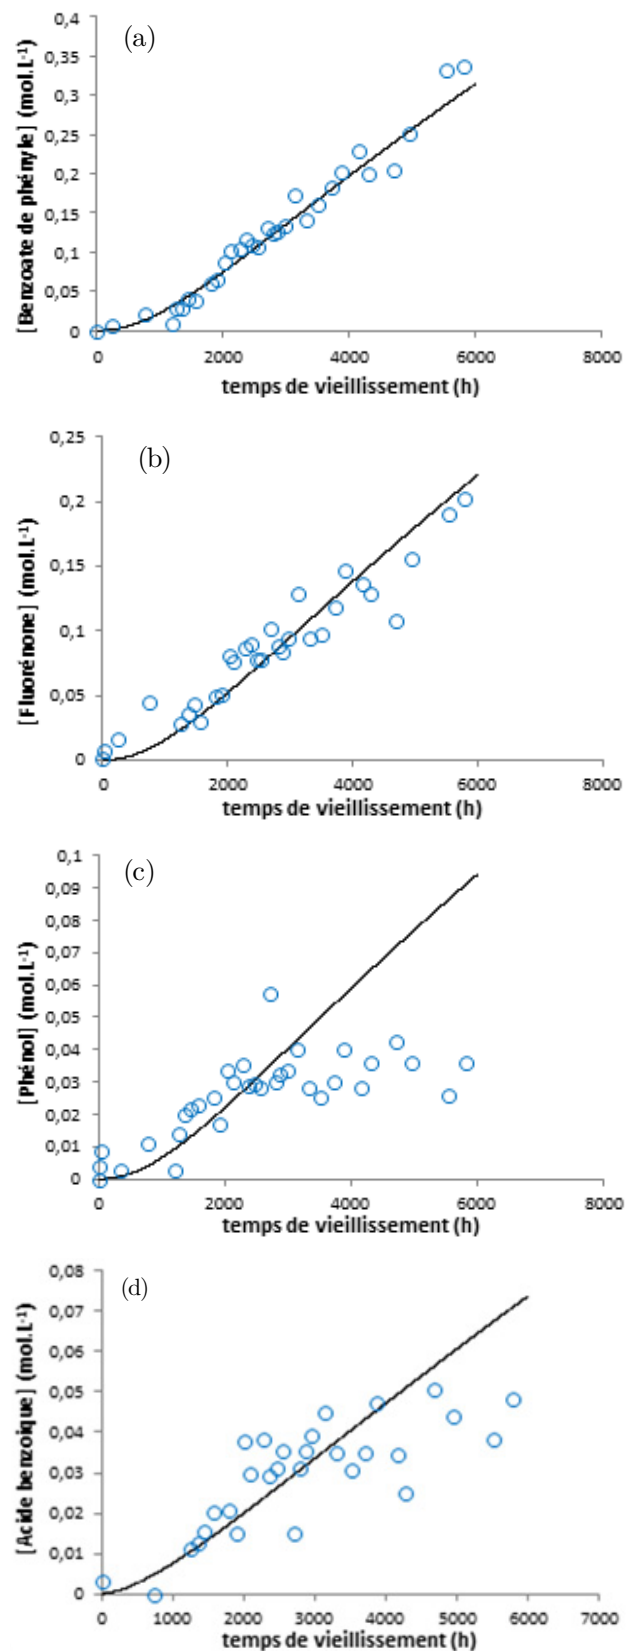 (a)
[Benzoate de phényle] (mol.L-1)
0,4
0,35
0,3
0,25
0,2
0,15
0,1
0,05
0
0 2000 4000 6000 8000
temps de vieillissement (h)
(b)
[Fluorénone] (mol.L-1)
0,25
0,2
0,15
0,1
0,05
0
0 2000 4000 6000 8000
temps de vieillissement (h)
(c)
[Phénol] (mol.L-1)
0,1
0,09
0,08
0,07
0,06
0,05
0,04
0,03
0,02
0,01
0
0 2000 4000 6000 8000
temps de vieillissement (h)
(d)
[Acide benzoique] (mol.L-1)
0,08
0,07
0,06
0,05
0,04
0,03
0,02
0,01
0
0 1000 2000 3000 4000 5000 6000 7000
temps de vieillissement (h)